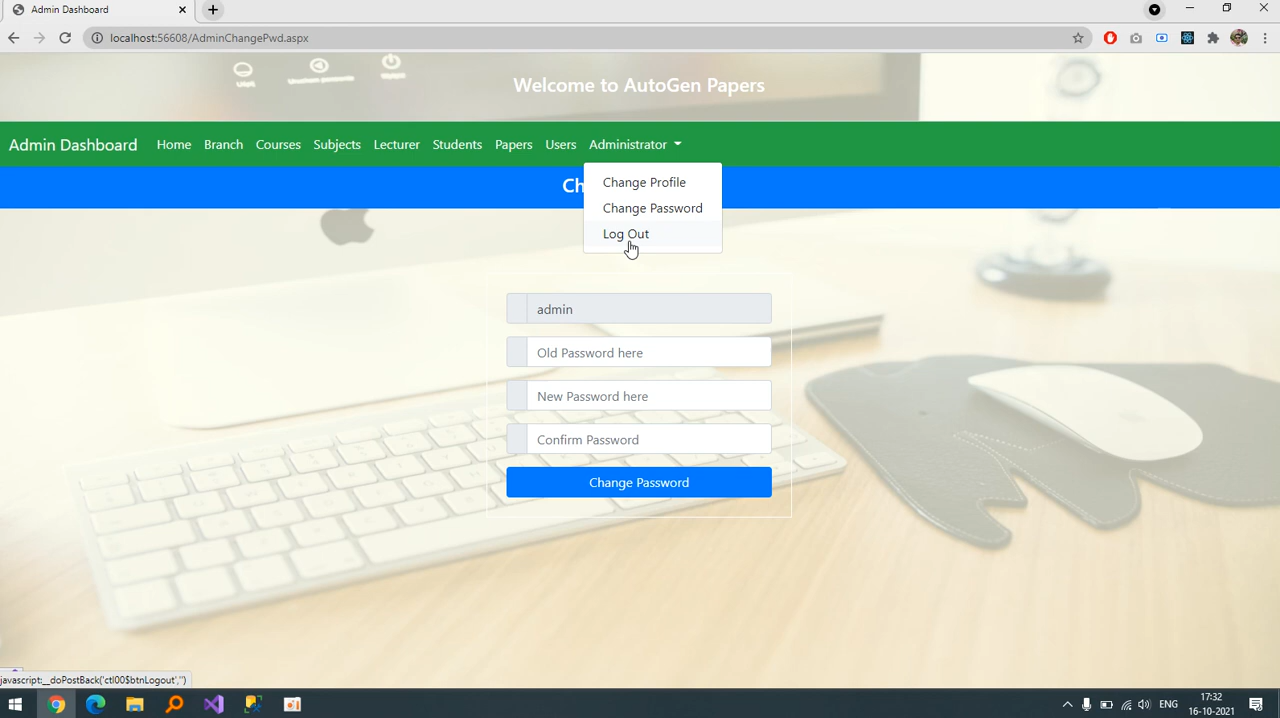 Admin Dashboard
localhost:56608/AdminChangePwd.aspx
Welcome to AutoGen Papers
Admin Dashboard Home Branch Courses Subjects Lecturer Students Papers Users Administrator
Ch
Change Profile
Change Password
Log Out
admin
Old Password here
New Password here
Confirm Password
Change Password
javascript:__doPostBack('ctl00$btnLogout','')
ENG
17:32
16-10-2021